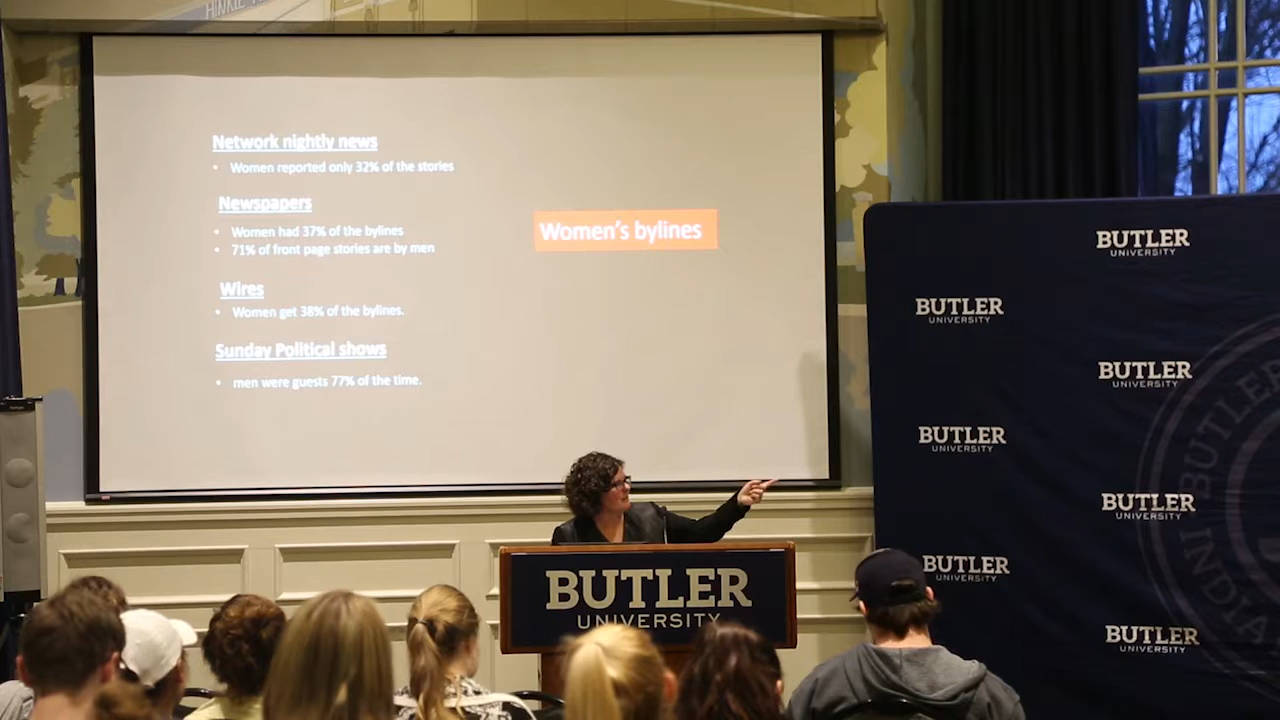 HINKLE
Network nightly news
• Women reported only 32% of the stories
Newspapers
• Women had 37% of the bylines
• 71% of front page stories are by men
Wires
• Women get 38% of the bylines.
Sunday Political shows
• men were guests 77% of the time.
Women's bylines
BUTLER
UNIVERSITY
BUTLER
UNIVERSITY
BUTLER
UNIVERSITY
BUTLER
UNIVERSITY
BUTLER
UNIVERSITY
BUTLER
UNIVERSITY
BUTLER
UNIVERSITY
BUTLER
UNIVERSITY
BUTLER
INDIANA